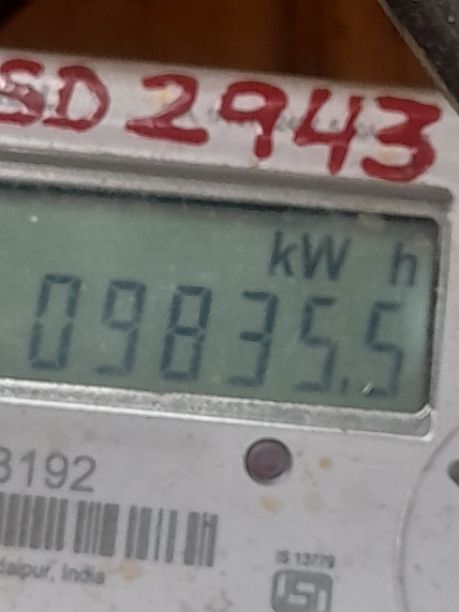 SD 2943
kW h
09835.5
3192
daipur, India
IS 13779
ISI